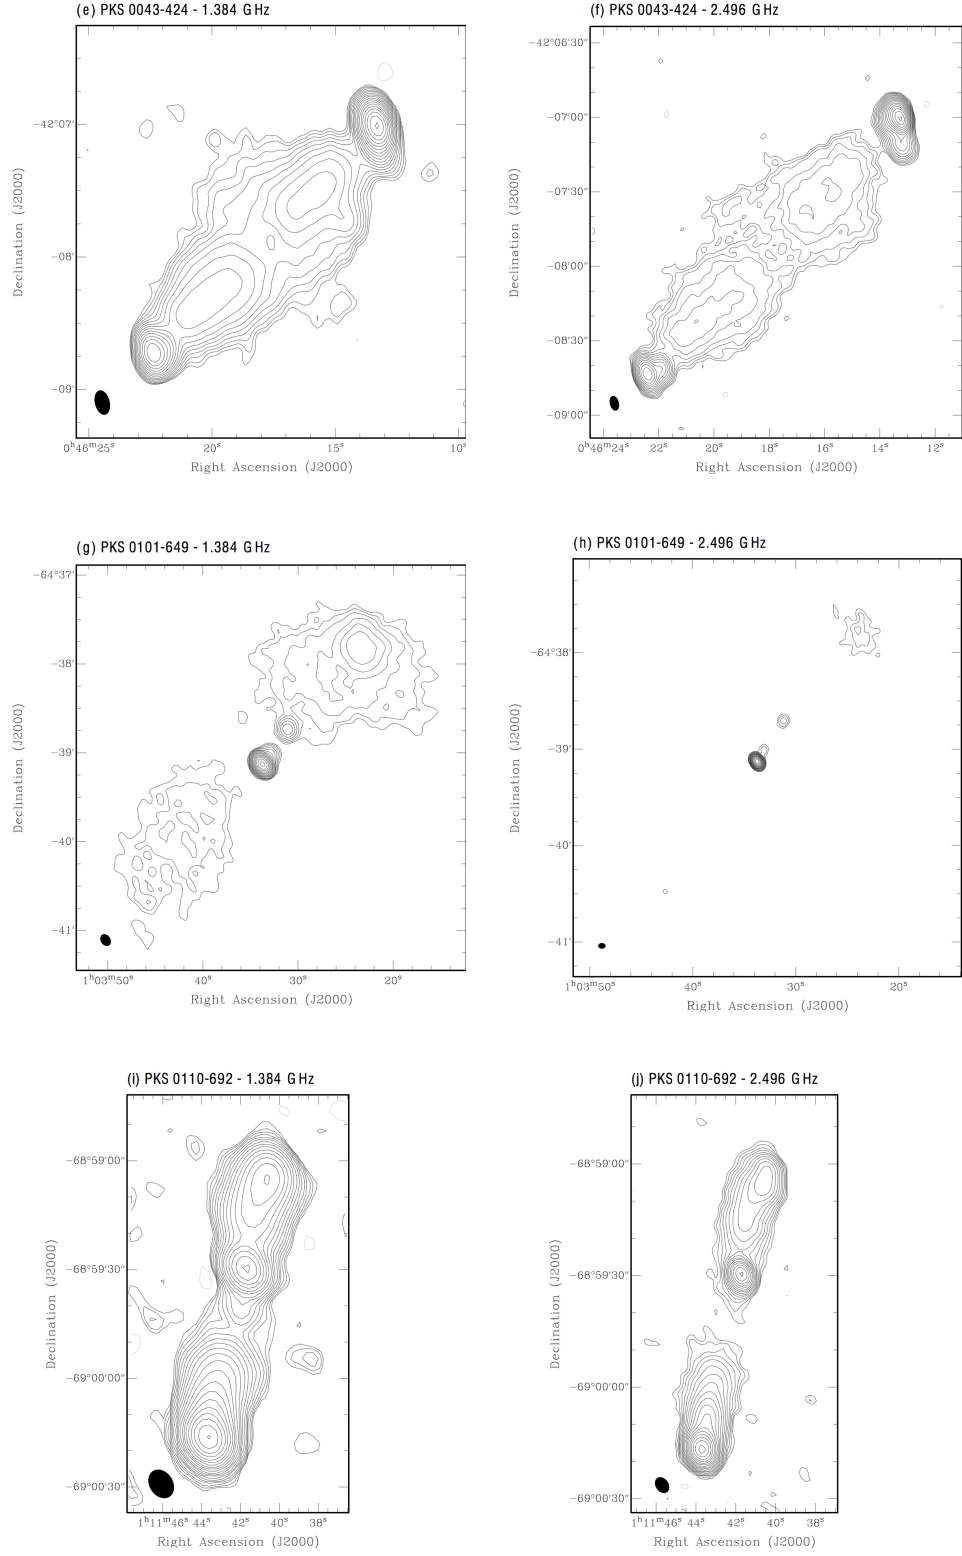 (e) PKS 0043-424 - 1.384 GHz
(f) PKS 0043-424 - 2.496 GHz
Declination (J2000)
−42°07′
−08′
−09′
0ʰ46ᵐ25ˢ 20ˢ 15ˢ 10ˢ
Right Ascension (J2000)
Declination (J2000)
−42°06′30″
−07′00″
−07′30″
−08′00″
−08′30″
−09′00″
0ʰ46ᵐ24ˢ 22ˢ 20ˢ 18ˢ 16ˢ 14ˢ 12ˢ
Right Ascension (J2000)
(g) PKS 0101-649 - 1.384 GHz
(h) PKS 0101-649 - 2.496 GHz
Declination (J2000)
−64°37′
−38′
−39′
−40′
−41′
1ʰ03ᵐ50ˢ 40ˢ 30ˢ 20ˢ
Right Ascension (J2000)
Declination (J2000)
−64°38′
−39′
−40′
−41′
1ʰ03ᵐ50ˢ 40ˢ 30ˢ 20ˢ
Right Ascension (J2000)
(i) PKS 0110-692 - 1.384 GHz
(j) PKS 0110-692 - 2.496 GHz
Declination (J2000)
−68°59′00″
−68°59′30″
−69°00′00″
−69°00′30″
1ʰ11ᵐ46ˢ 44ˢ 42ˢ 40ˢ 38ˢ
Right Ascension (J2000)
Declination (J2000)
−68°59′00″
−68°59′30″
−69°00′00″
−69°00′30″
1ʰ11ᵐ46ˢ 44ˢ 42ˢ 40ˢ 38ˢ
Right Ascension (J2000)